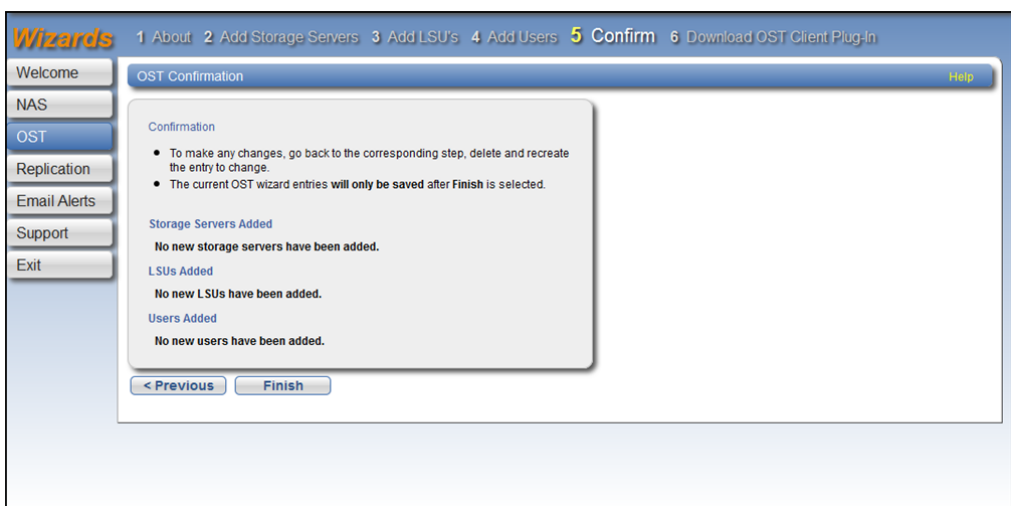 Wizards 1 About 2 Add Storage Servers 3 Add LSU's 4 Add Users 5 Confirm 6 Download OST Client Plug-In
Welcome
NAS
OST
Replication
Email Alerts
Support
Exit
OST Confirmation Help
Confirmation
• To make any changes, go back to the corresponding step, delete and recreate
the entry to change.
• The current OST wizard entries will only be saved after Finish is selected.
Storage Servers Added
No new storage servers have been added.
LSUs Added
No new LSUs have been added.
Users Added
No new users have been added.
< Previous Finish